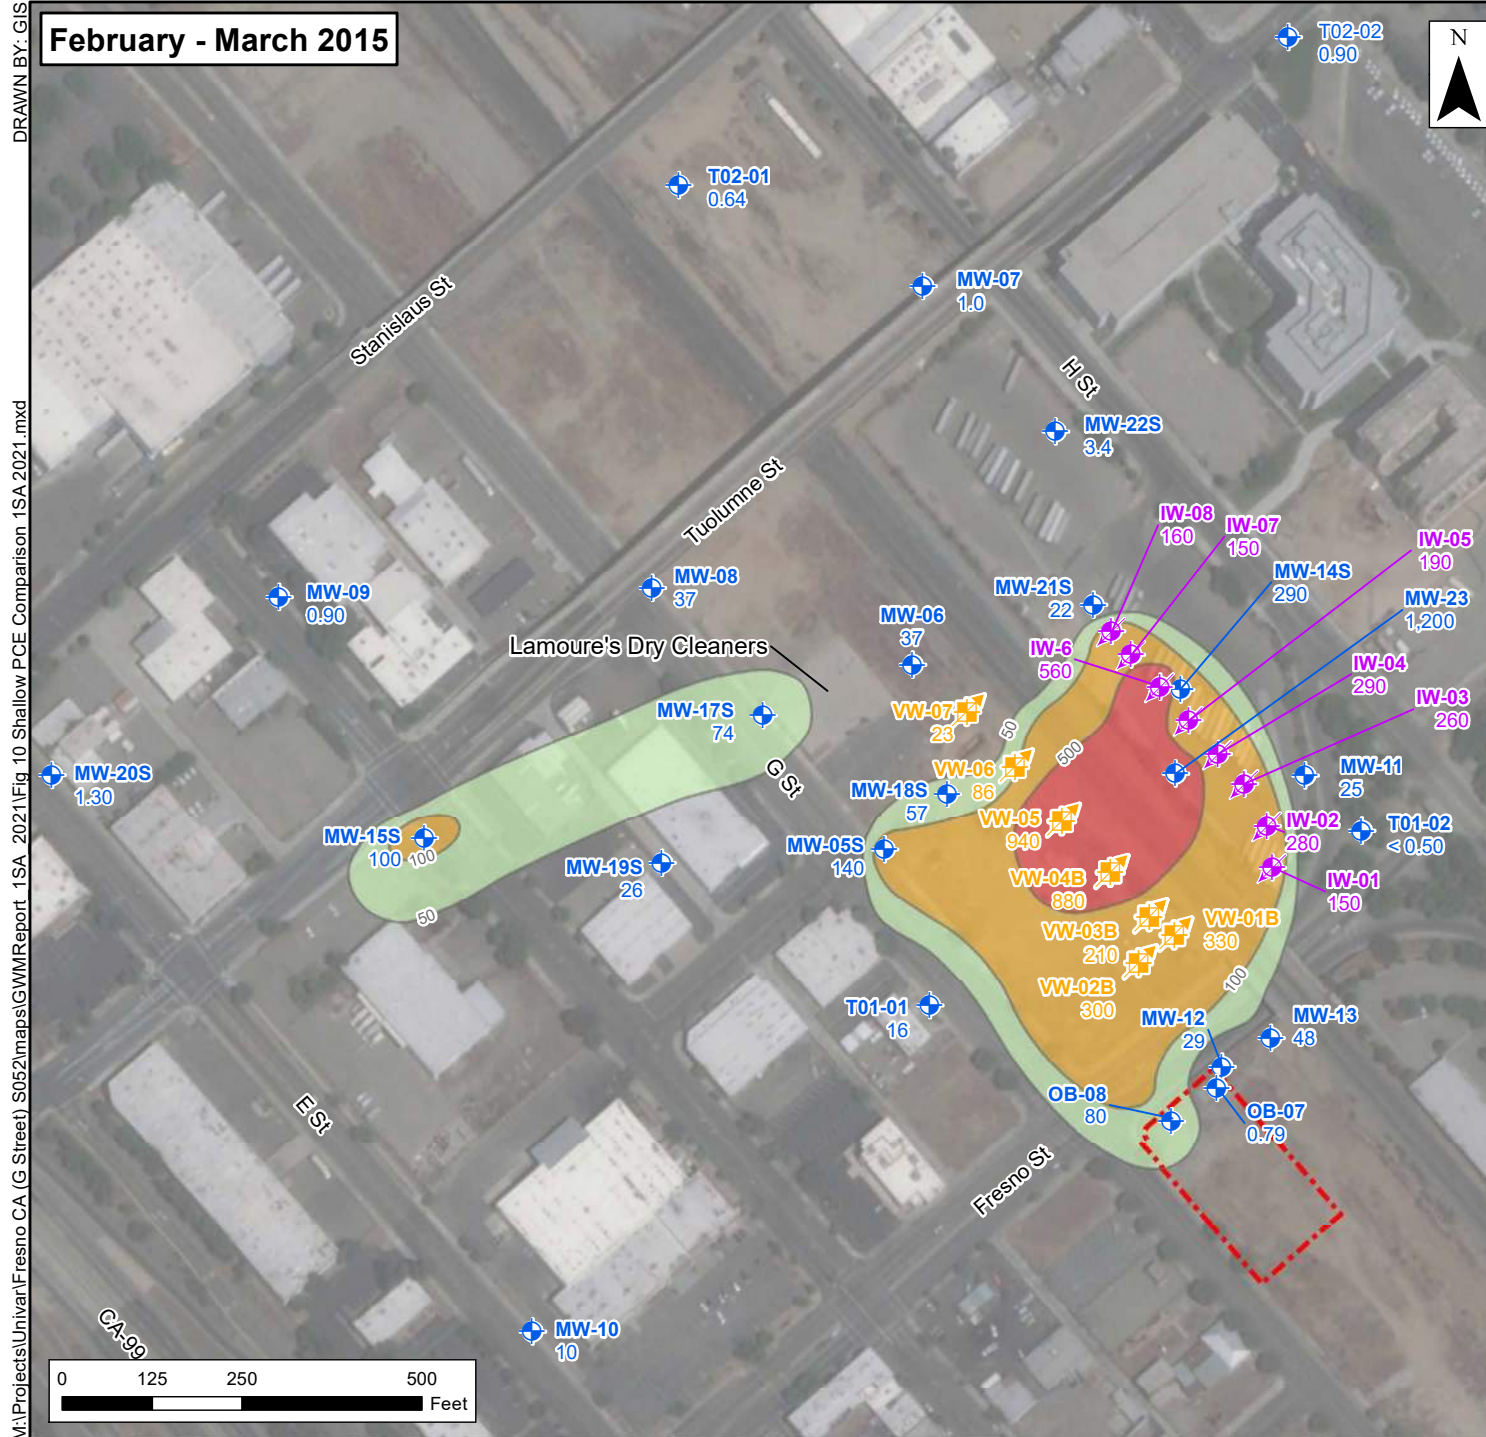 DRAWN BY: GIS
M:\Projects\Univar\Fresno CA (G Street) S052\maps\GWMReport_1SA_2021\Fig 10 Shallow PCE Comparison 1SA 2021.mxd
February - March 2015
N
T02-02
0.90
T02-01
0.64
MW-07
1.0
Stanislaus St
H St
MW-22S
3.4
Tuolumne St
IW-08
160
IW-07
150
IW-05
190
MW-14S
290
MW-23
1,200
MW-09
0.90
MW-08
37
MW-21S
22
MW-06
37
Lamoure's Dry Cleaners
IW-6
560
IW-04
290
IW-03
260
MW-17S
74
VW-07
23
50
500
VW-06
86
MW-20S
1.30
G St
MW-18S
57
MW-11
25
VW-05
940
IW-02
280
T01-02
< 0.50
MW-15S
100
100
MW-19S
26
MW-05S
140
VW-04B
880
IW-01
150
50
VW-03B
210
VW-01B
330
VW-02B
300
100
T01-01
16
MW-12
29
MW-13
48
E St
OB-08
80
OB-07
0.79
Fresno St
CA-99
MW-10
10
0 125 250 500
Feet